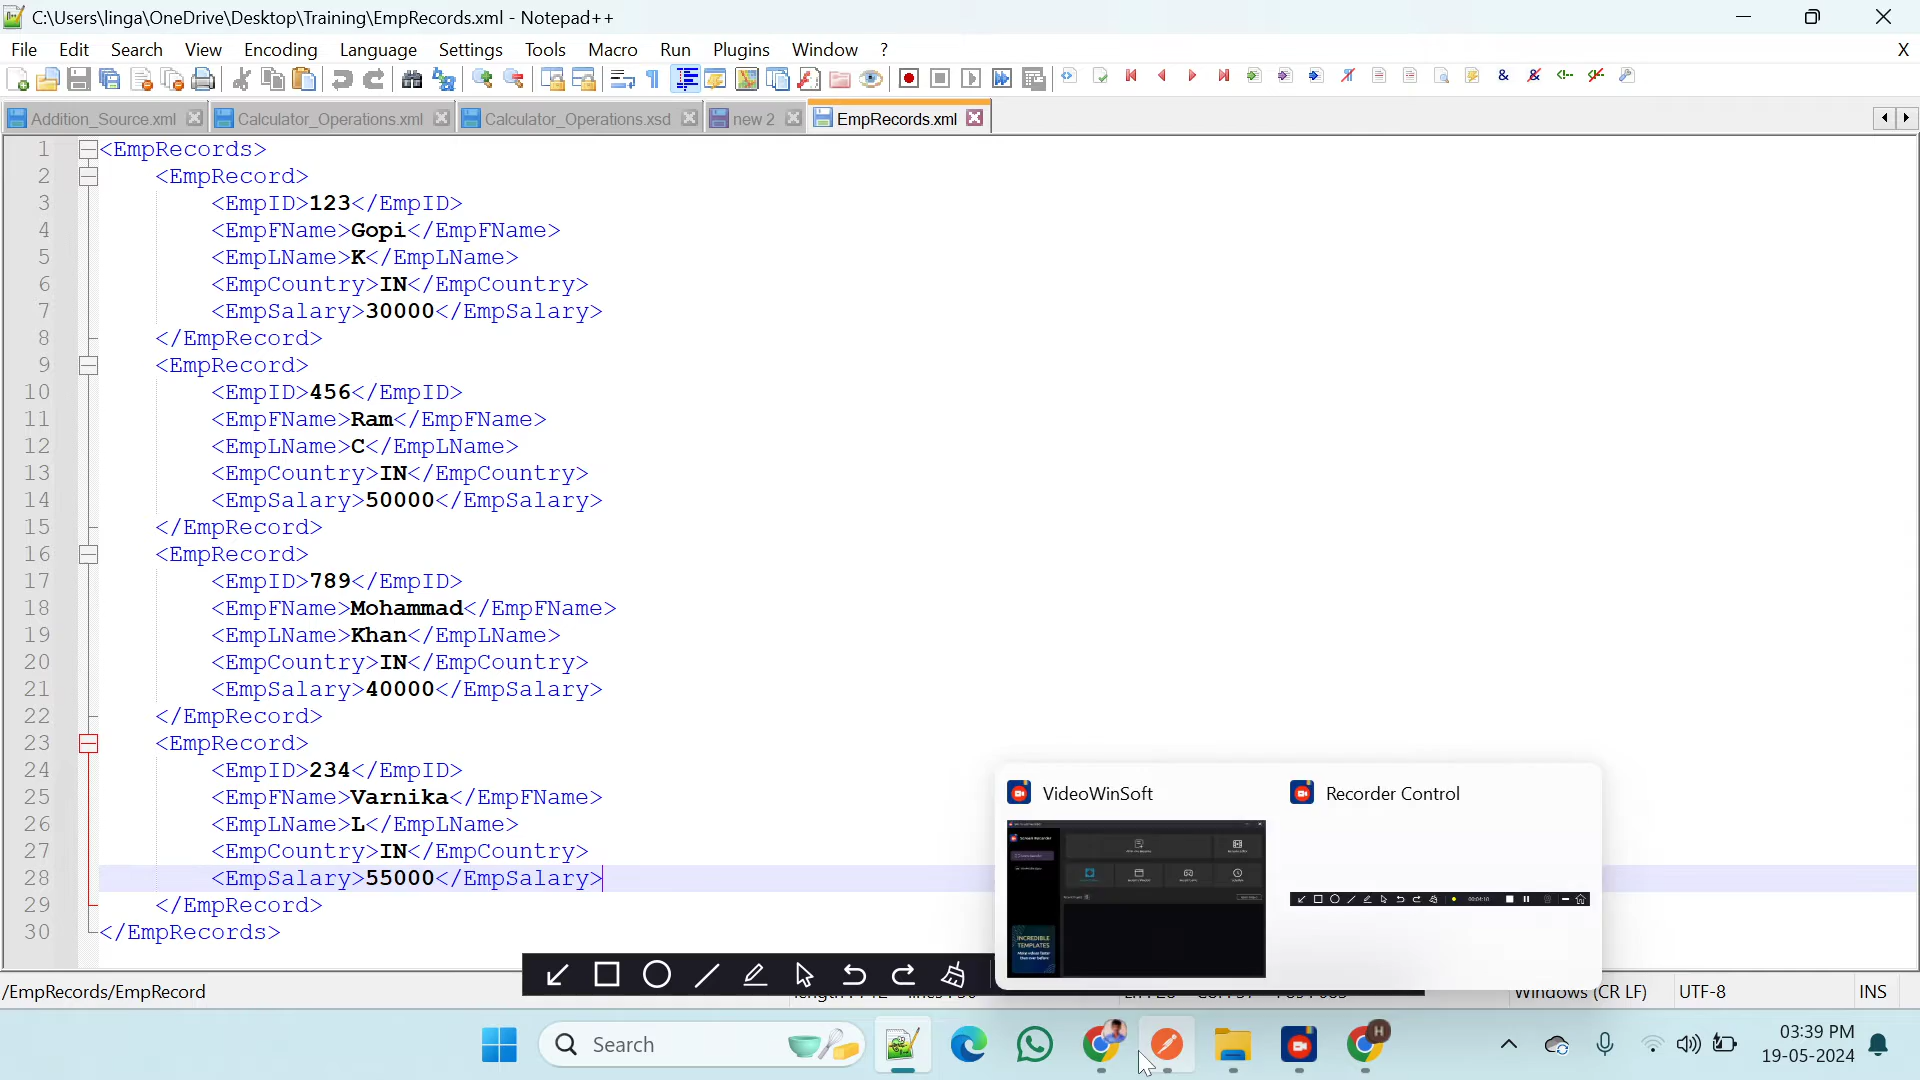 C:\Users\linga\OneDrive\Desktop\Training\EmpRecords.xml - Notepad++
File Edit Search View Encoding Language Settings Tools Macro Run Plugins Window ? X
Addition_Source.xml Calculator_Operations.xml Calculator_Operations.xsd new 2 EmpRecords.xml
1 <EmpRecords>
2 <EmpRecord>
3 <EmpID>123</EmpID>
4 <EmpFName>Gopi</EmpFName>
5 <EmpLName>K</EmpLName>
6 <EmpCountry>IN</EmpCountry>
7 <EmpSalary>30000</EmpSalary>
8 </EmpRecord>
9 <EmpRecord>
10 <EmpID>456</EmpID>
11 <EmpFName>Ram</EmpFName>
12 <EmpLName>C</EmpLName>
13 <EmpCountry>IN</EmpCountry>
14 <EmpSalary>50000</EmpSalary>
15 </EmpRecord>
16 <EmpRecord>
17 <EmpID>789</EmpID>
18 <EmpFName>Mohammad</EmpFName>
19 <EmpLName>Khan</EmpLName>
20 <EmpCountry>IN</EmpCountry>
21 <EmpSalary>40000</EmpSalary>
22 </EmpRecord>
23 <EmpRecord>
24 <EmpID>234</EmpID>
25 <EmpFName>Varnika</EmpFName>
26 <EmpLName>L</EmpLName>
27 <EmpCountry>IN</EmpCountry>
28 <EmpSalary>55000</EmpSalary>
29 </EmpRecord>
30 </EmpRecords>
VideoWinSoft Recorder Control
Screen Recorder
INCREDIBLE
TEMPLATES
/EmpRecords/EmpRecord Windows (CR LF) UTF-8 INS
Search
H
03:39 PM
19-05-2024